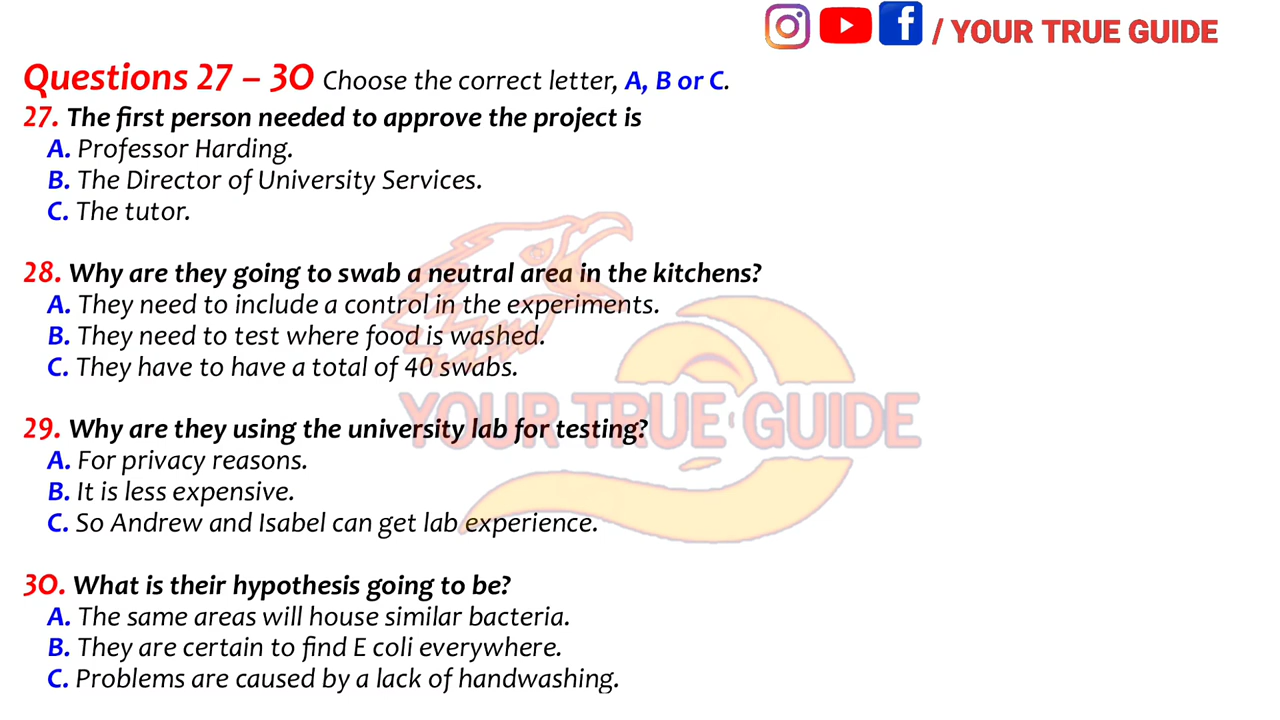 / YOUR TRUE GUIDE
Questions 27 – 30 Choose the correct letter, A, B or C.
27. The first person needed to approve the project is
A. Professor Harding.
B. The Director of University Services.
C. The tutor.
28. Why are they going to swab a neutral area in the kitchens?
A. They need to include a control in the experiments.
B. They need to test where food is washed.
C. They have to have a total of 40 swabs.
YOUR TRUE GUIDE
29. Why are they using the university lab for testing?
A. For privacy reasons.
B. It is less expensive.
C. So Andrew and Isabel can get lab experience.
30. What is their hypothesis going to be?
A. The same areas will house similar bacteria.
B. They are certain to find E coli everywhere.
C. Problems are caused by a lack of handwashing.